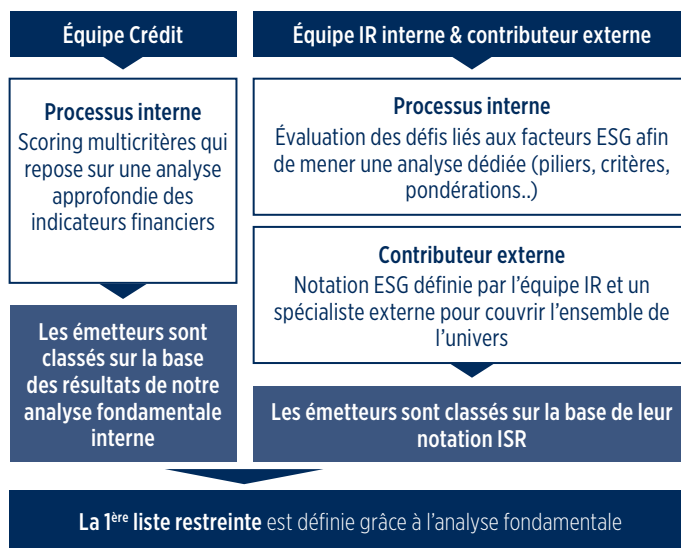 Équipe Crédit
Processus interne
Scoring multicritères qui
repose sur une analyse
approfondie des
indicateurs financiers
Les émetteurs sont
classés sur la base
des résultats de notre
analyse fondamentale
interne
Équipe IR interne & contributeur externe
Processus interne
Évaluation des défis liés aux facteurs ESG afin
de mener une analyse dédiée (piliers, critères,
pondérations..)
Contributeur externe
Notation ESG définie par l'équipe IR et un
spécialiste externe pour couvrir l'ensemble de
l'univers
Les émetteurs sont classés sur la base de leur
notation ISR
La 1ère liste restreinte est définie grâce à l'analyse fondamentale